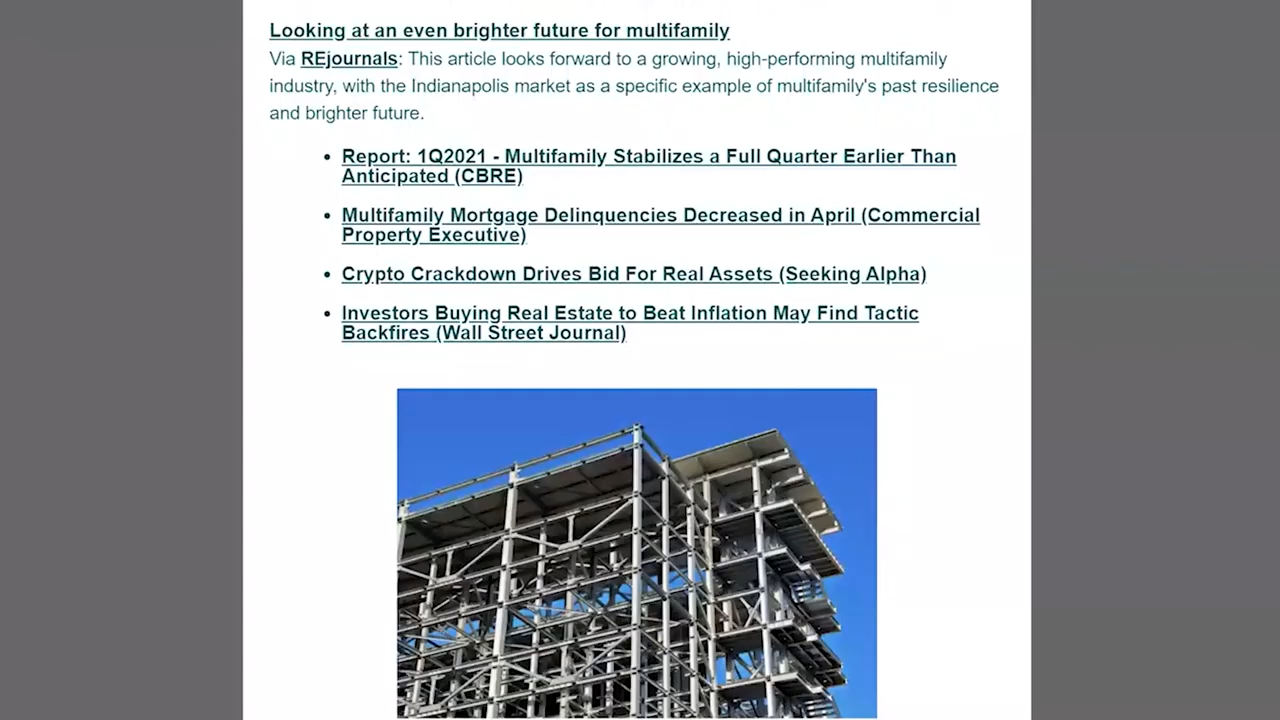 Looking at an even brighter future for multifamily
Via REjournals: This article looks forward to a growing, high-performing multifamily
industry, with the Indianapolis market as a specific example of multifamily's past resilience
and brighter future.
• Report: 1Q2021 - Multifamily Stabilizes a Full Quarter Earlier Than
Anticipated (CBRE)
• Multifamily Mortgage Delinquencies Decreased in April (Commercial
Property Executive)
• Crypto Crackdown Drives Bid For Real Assets (Seeking Alpha)
• Investors Buying Real Estate to Beat Inflation May Find Tactic
Backfires (Wall Street Journal)